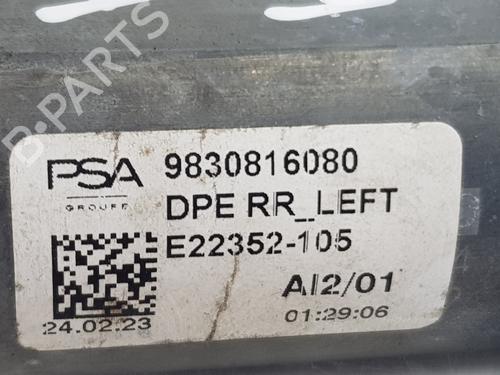 PSA 9830816080
GROUPE DPE RR_LEFT
E22352-105
AI2/01
24.02.23 01:29:06
B-PARTS